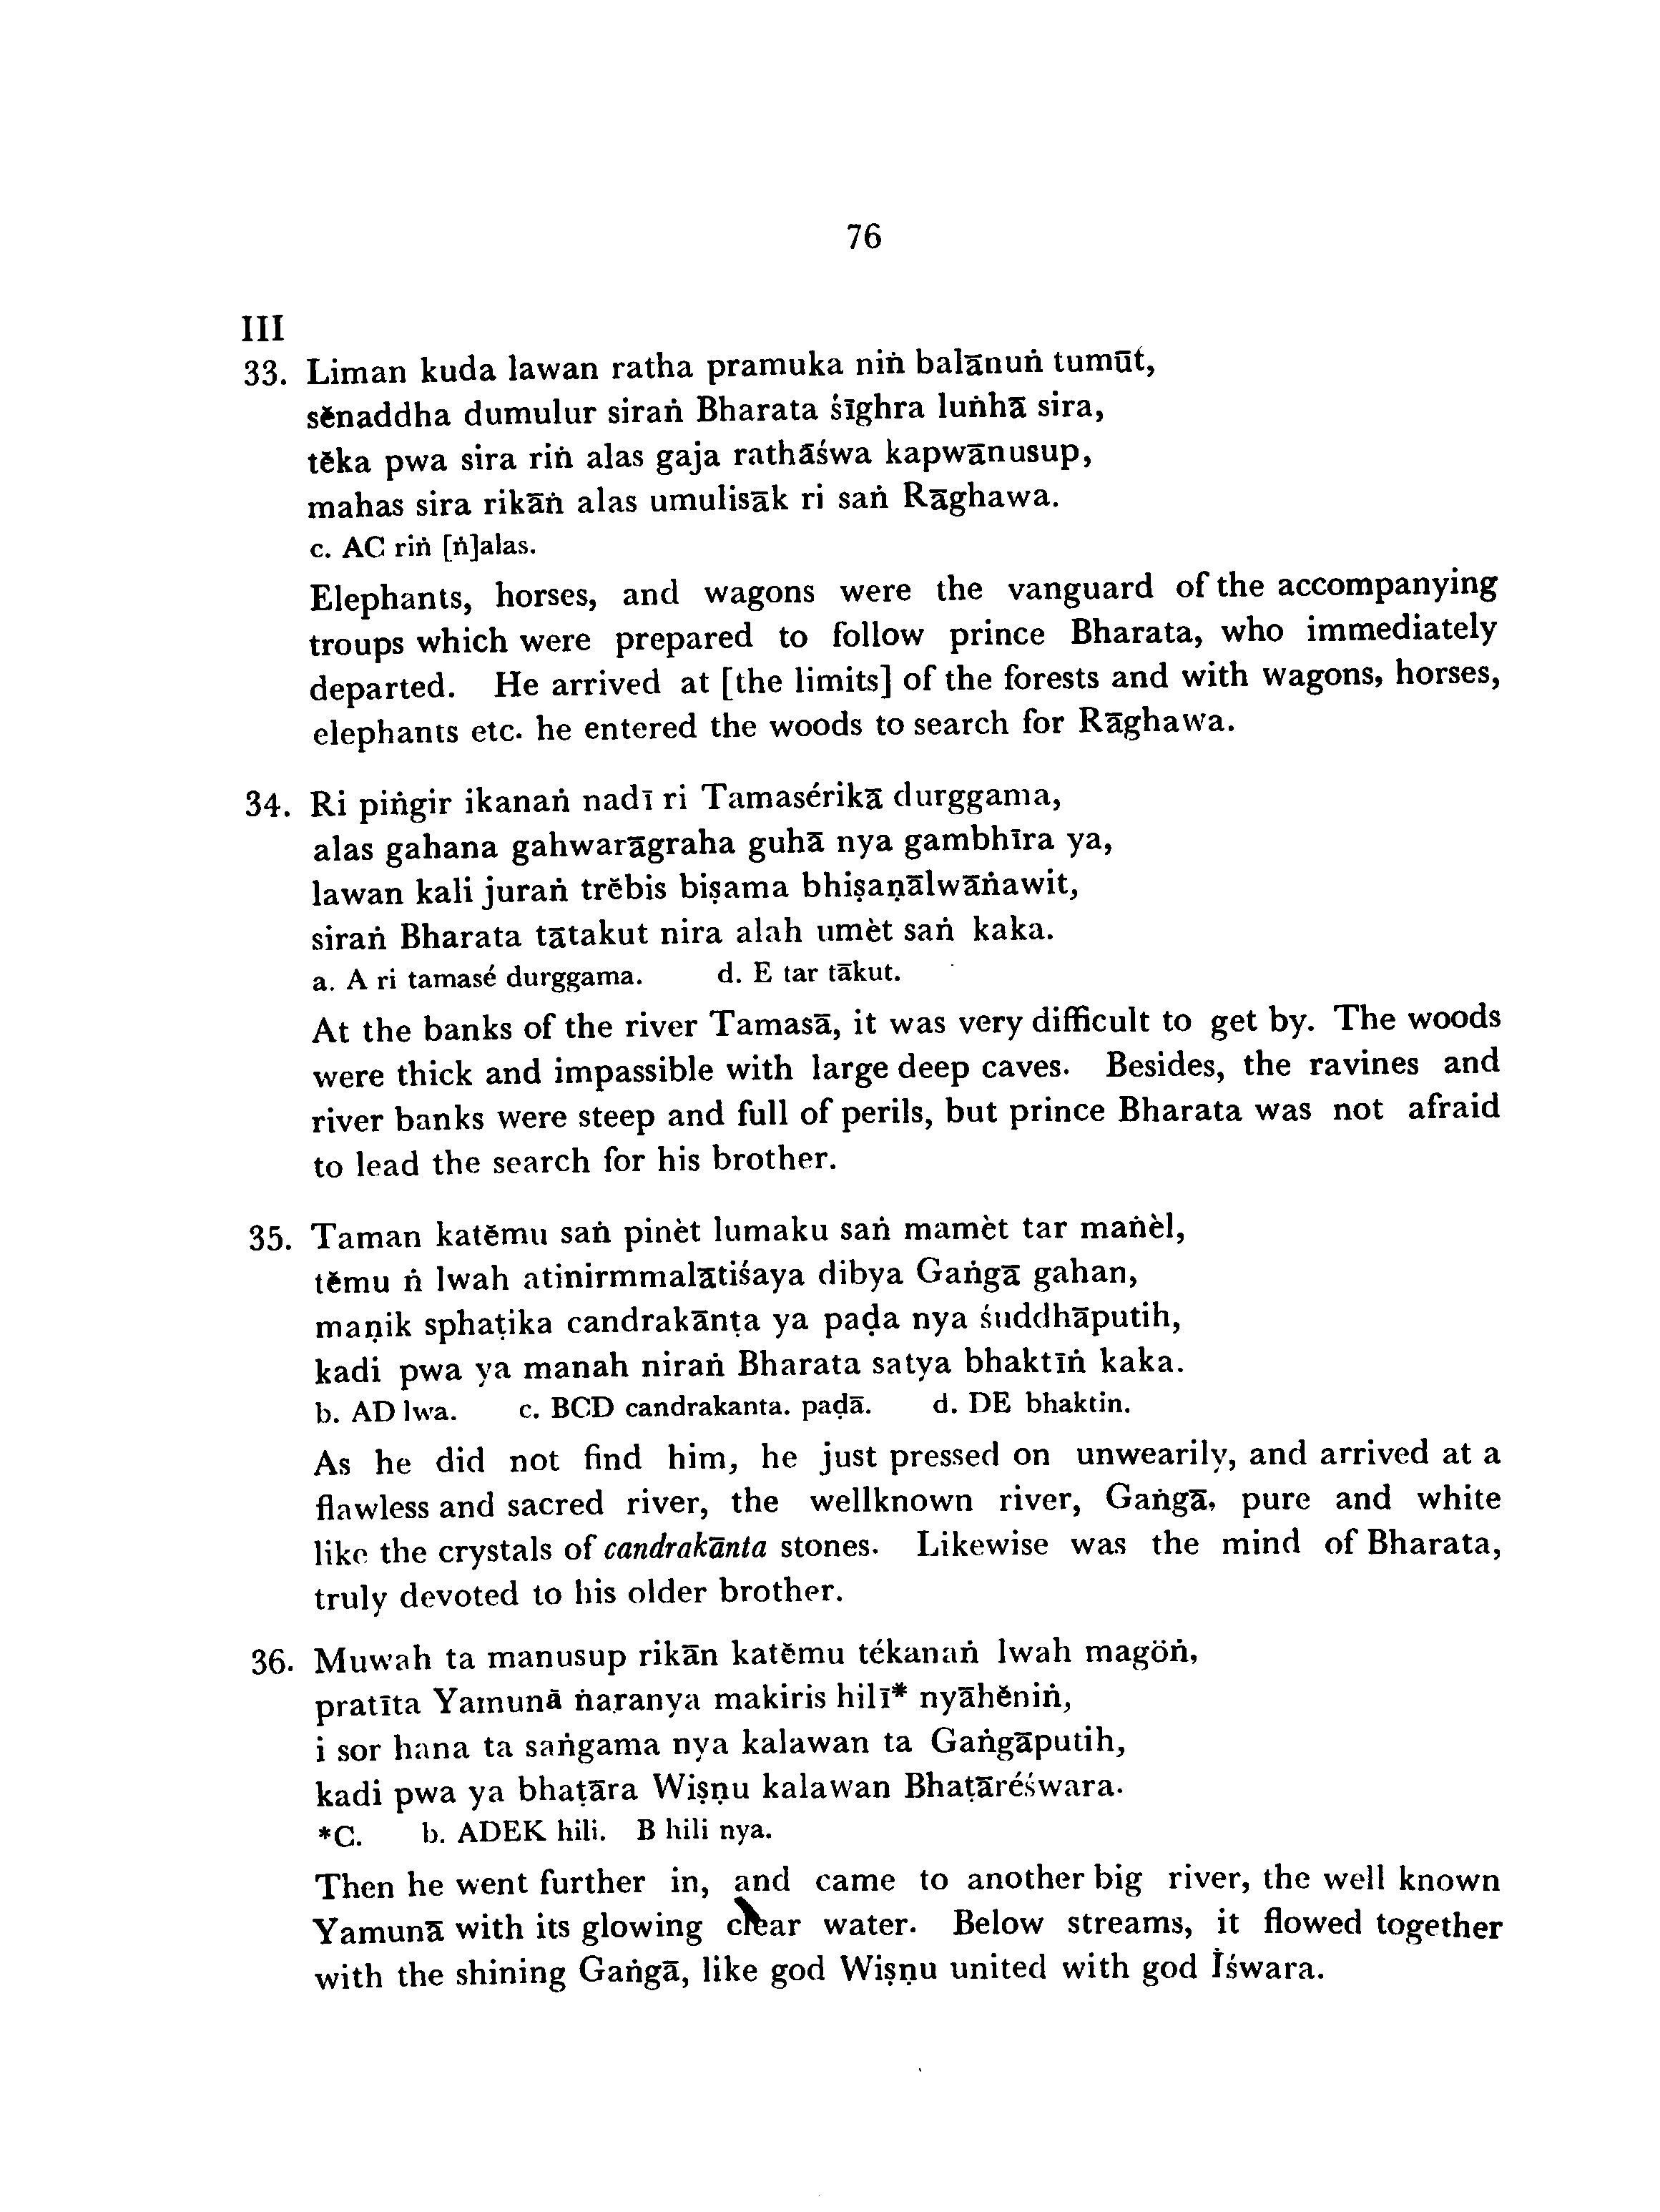 76
III
33. Liman kuda lawan ratha pramuka niṅ balānuṅ tumūt,
sĕnaddha dumulur siraṅ Bharata śīghra luṅhā sira,
tĕka pwa sira riṅ alas gaja rathāśwa kapwānusup,
mahas sira rikāṅ alas umulisāk ri saṅ Rāghawa.
c. AC riṅ [ṅ]alas.
Elephants, horses, and wagons were the vanguard of the accompanying
troups which were prepared to follow prince Bharata, who immediately
departed. He arrived at [the limits] of the forests and with wagons, horses,
elephants etc. he entered the woods to search for Rāghawa.
34. Ri piṅgir ikanaṅ nadī ri Tamasérikā durggama,
alas gahana gahwarāgraha guhā nya gambhīra ya,
lawan kali juraṅ trĕbis biṣama bhiṣaṇālwāṅawit,
siraṅ Bharata tātakut nira alah umèt saṅ kaka.
a. A ri tamasé durggama. d. E tar tākut.
At the banks of the river Tamasā, it was very difficult to get by. The woods
were thick and impassible with large deep caves. Besides, the ravines and
river banks were steep and full of perils, but prince Bharata was not afraid
to lead the search for his brother.
35. Taman katĕmu saṅ pinèt lumaku saṅ mamèt tar maṅèl,
tĕmu ṅ lwah atinirmmalātiśaya dibya Gaṅgā gahan,
maṇik sphaṭika candrakānṭa ya paḍa nya śuddhāputih,
kadi pwa ya manah niraṅ Bharata satya bhaktīṅ kaka.
b. AD lwa. c. BCD candrakanta. paḍā. d. DE bhaktin.
As he did not find him, he just pressed on unwearily, and arrived at a
flawless and sacred river, the wellknown river, Gaṅgā, pure and white
like the crystals of candrakānta stones. Likewise was the mind of Bharata,
truly devoted to his older brother.
36. Muwah ta manusup rikān katĕmu tékanaṅ lwah magöṅ,
pratīta Yamunā ṅaranya makiris hilī* nyāhĕniṅ,
i sor hana ta saṅgama nya kalawan ta Gaṅgāputih,
kadi pwa ya bhaṭāra Wiṣṇu kalawan Bhaṭāréśwara.
*C. b. ADEK hili. B hili nya.
Then he went further in, and came to another big river, the well known
Yamunā with its glowing clear water. Below streams, it flowed together
with the shining Gaṅgā, like god Wiṣṇu united with god Īśwara.